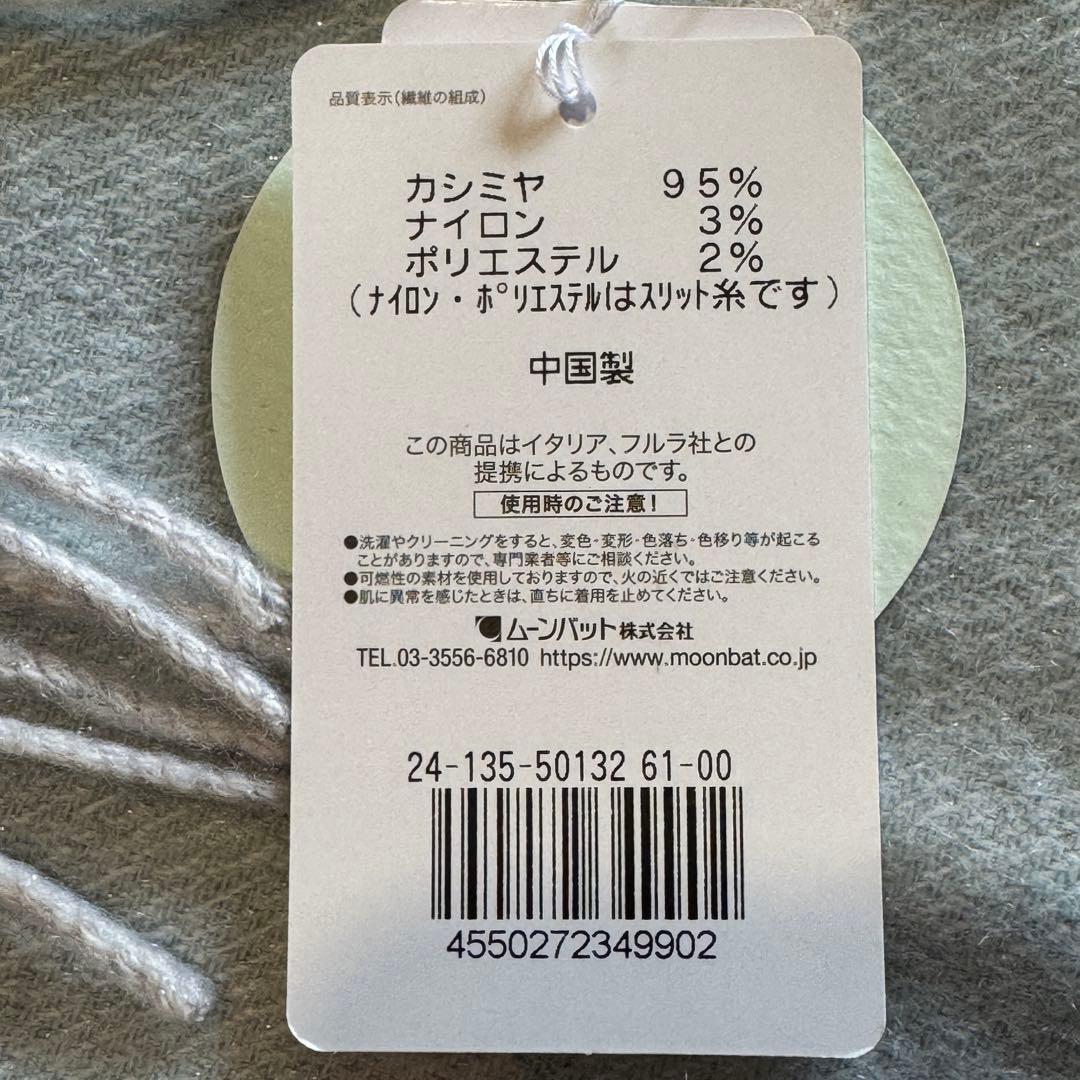 品質表示(繊維の組成)
カシミヤ 95%
ナイロン 3%
ポリエステル 2%
(ナイロン・ポリエステルはスリット糸です)
中国製
この商品はイタリア、フルラ社との
提携によるものです。
使用時のご注意!
●洗濯やクリーニングをすると、変色・変形・色落ち・色移り等が起こる
ことがありますので、専門業者等にご相談ください。
●可燃性の素材を使用しておりますので、火の近くではご注意ください。
●肌に異常を感じたときは、直ちに着用を止めてください。
ムーンバット株式会社
TEL.03-3556-6810 https://www.moonbat.co.jp
24-135-50132 61-00
4550272349902